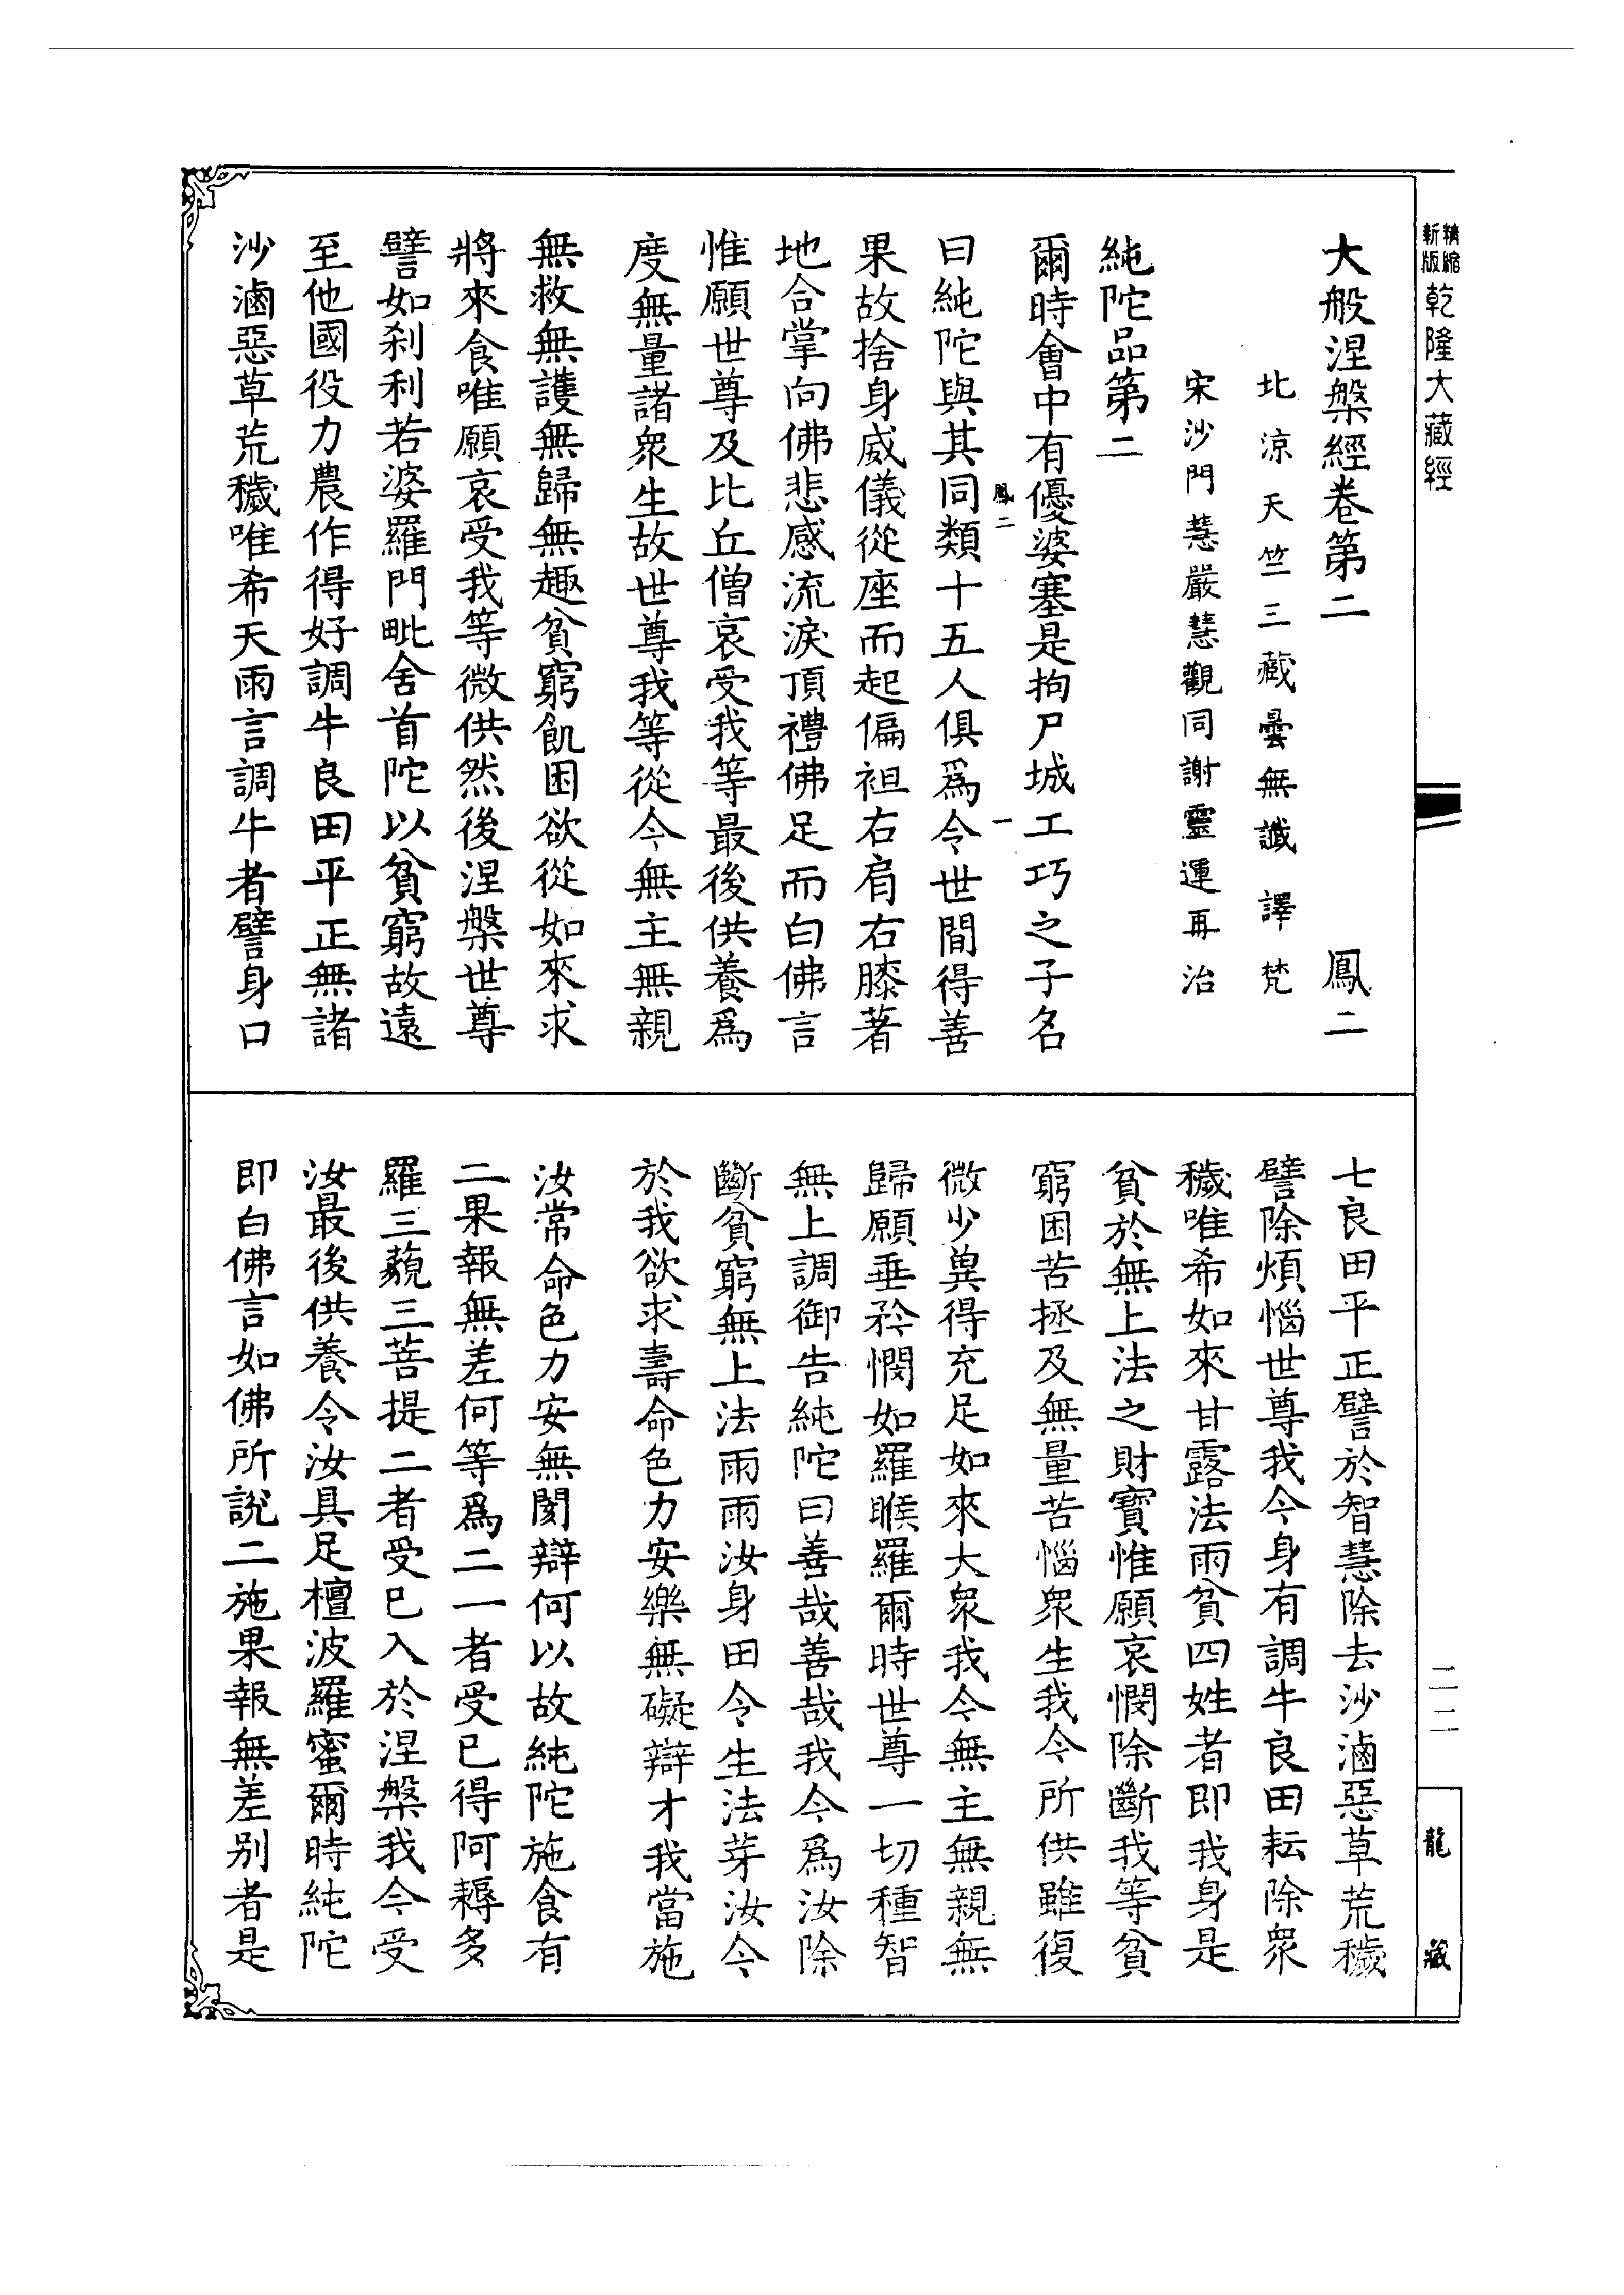 精縮
新版
乾隆大藏經
大般涅槃經卷第二　鳳二
北涼天竺三藏曇無讖譯梵
宋沙門慧嚴慧觀同謝靈運再治
純陀品第二
爾時會中有優婆塞是拘尸城工巧之子名
鳳二　一
曰純陀與其同類十五人俱爲令世間得善
果故捨身威儀從座而起偏袒右肩右膝著
地合掌向佛悲感流淚頂禮佛足而白佛言
惟願世尊及比丘僧哀受我等最後供養爲
度無量諸衆生故世尊我等從今無主無親
無救無護無歸無趣貧窮飢困欲從如來求
將來食唯願哀受我等微供然後涅槃世尊
譬如刹利若婆羅門毗舍首陀以貧窮故遠
至他國役力農作得好調牛良田平正無諸
沙滷惡草荒穢唯希天雨言調牛者譬身口
七良田平正譬於智慧除去沙滷惡草荒穢
譬除煩惱世尊我今身有調牛良田耘除衆
穢唯希如來甘露法雨貧四姓者即我身是
貧於無上法之財寶惟願哀憫除斷我等貧
窮困苦拯及無量苦惱衆生我今所供雖復
微少冀得充足如來大衆我今無主無親無
歸願垂矜憫如羅睺羅爾時世尊一切種智
無上調御告純陀曰善哉善哉我今爲汝除
斷貧窮無上法雨雨汝身田令生法芽汝今
於我欲求壽命色力安樂無礙辯才我當施
汝常命色力安無閡辯何以故純陀施食有
二果報無差何等爲二一者受已得阿耨多
羅三藐三菩提二者受已入於涅槃我今受
汝最後供養令汝具足檀波羅蜜爾時純陀
即白佛言如佛所說二施果報無差別者是
二二
龍藏